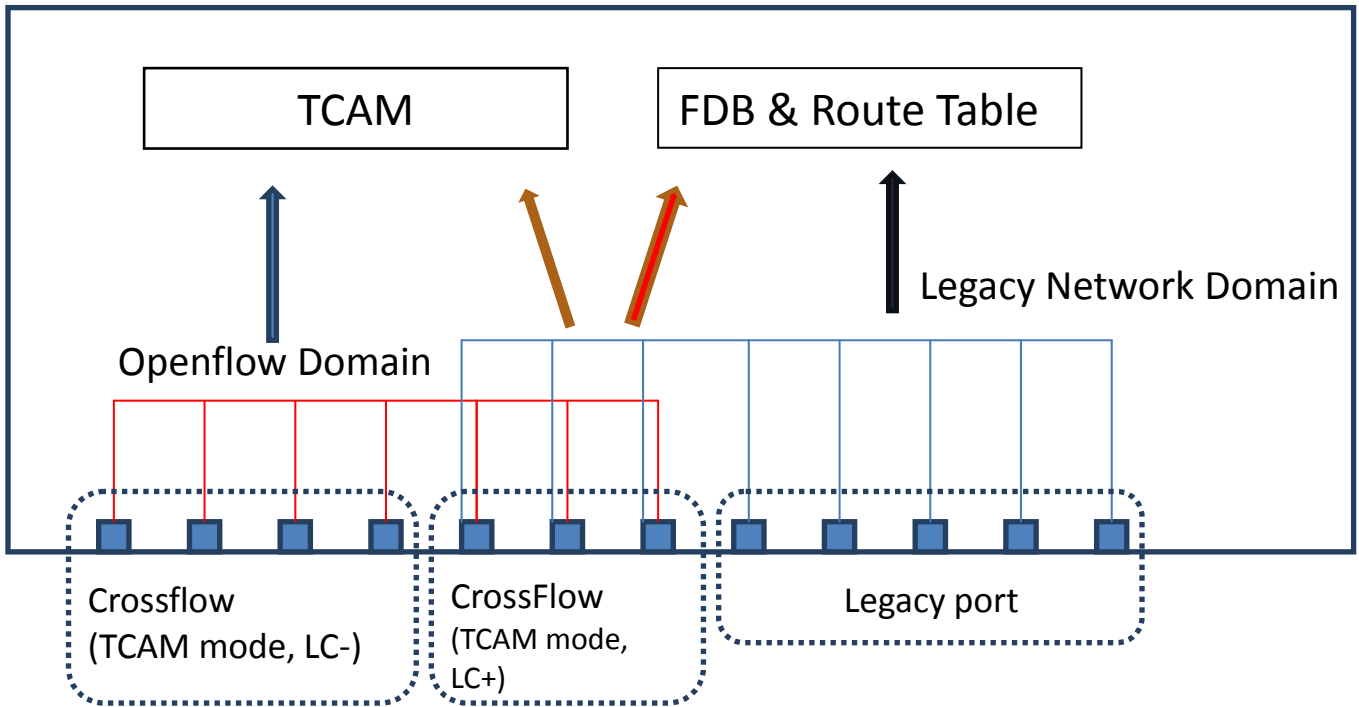 TCAM
FDB & Route Table
Legacy Network Domain
Openflow Domain
Crossflow
(TCAM mode, LC-)
CrossFlow
(TCAM mode,
LC+)
Legacy port